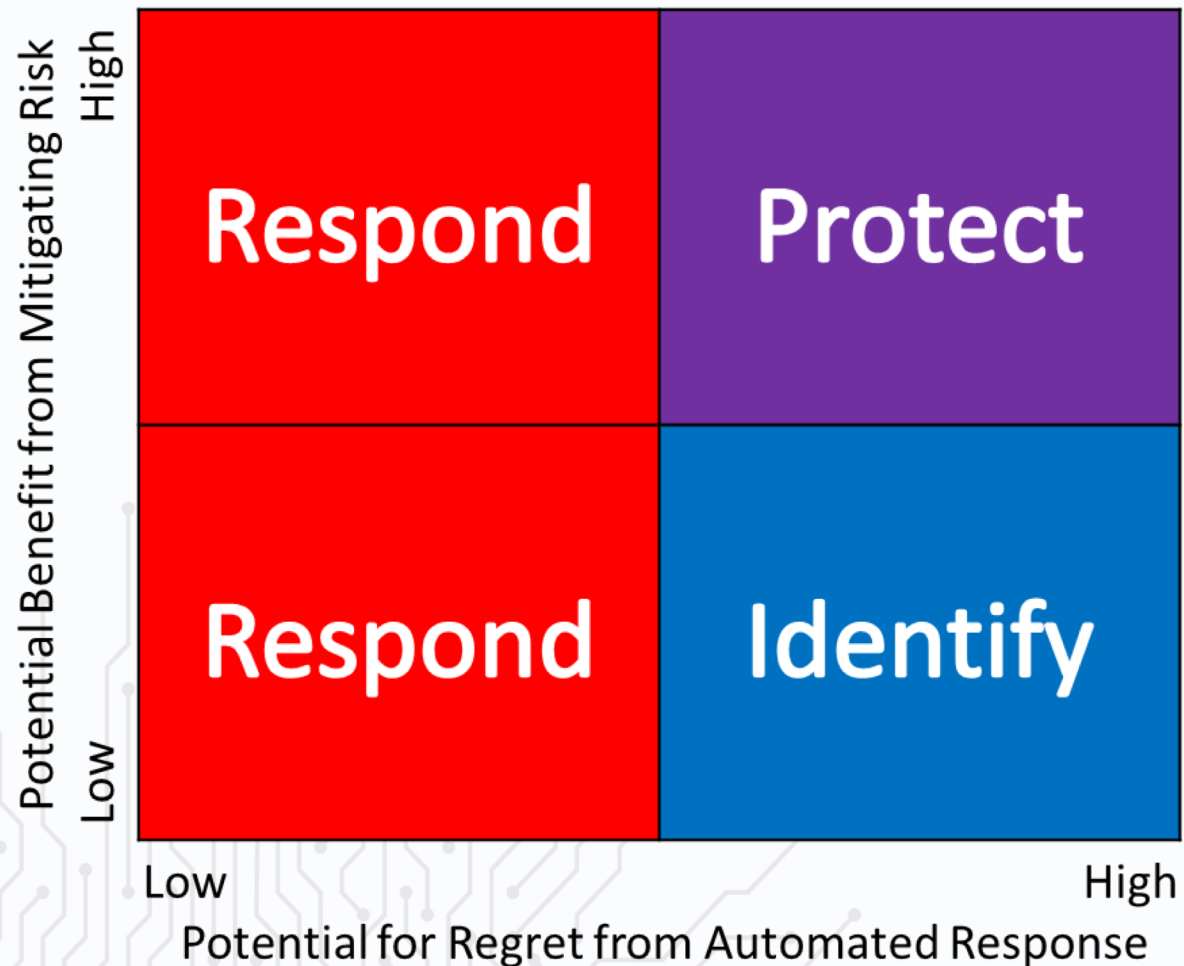 Potential Benefit from Mitigating Risk
High
Low
Respond
Protect
Respond
Identify
Low
High
Potential for Regret from Automated Response